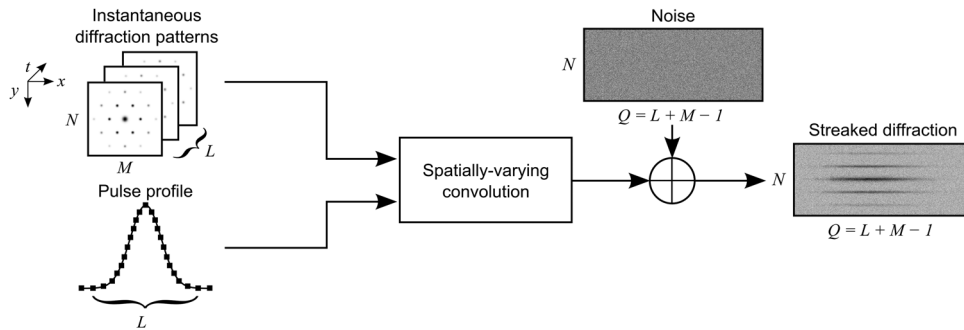 Instantaneous
diffraction patterns
t
x
y
N
M
L
Pulse profile
L
Spatially-varying
convolution
Noise
N
Q = L + M − 1
Streaked diffraction
N
Q = L + M − 1